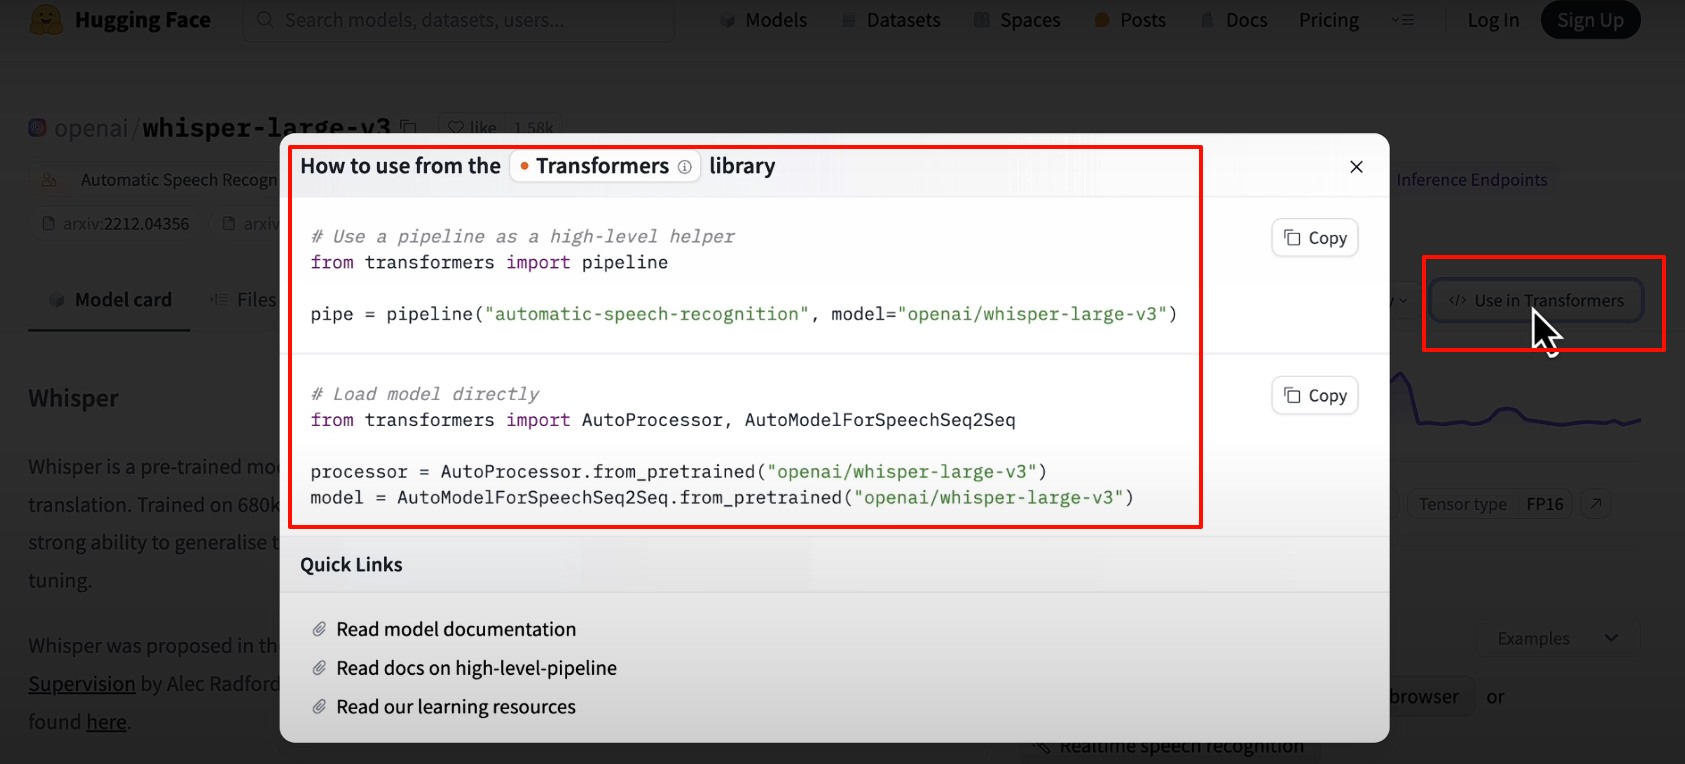 Hugging Face
Search models, datasets, users...
Models
Datasets
Spaces
Posts
Docs
Pricing
Log In
Sign Up
openai/whisper-large-v3
like 1.58k
Automatic Speech Recogn
Inference Endpoints
arxiv:2212.04356
arxiv
Model card
Files
</> Use in Transformers
How to use from the Transformers library
# Use a pipeline as a high-level helper
Copy
from transformers import pipeline
pipe = pipeline("automatic-speech-recognition", model="openai/whisper-large-v3")
# Load model directly
Copy
from transformers import AutoProcessor, AutoModelForSpeechSeq2Seq
processor = AutoProcessor.from_pretrained("openai/whisper-large-v3")
model = AutoModelForSpeechSeq2Seq.from_pretrained("openai/whisper-large-v3")
Quick Links
Read model documentation
Read docs on high-level-pipeline
Read our learning resources
Whisper
Whisper is a pre-trained mo
translation. Trained on 680k
strong ability to generalise t
tuning.
Whisper was proposed in th
Supervision by Alec Radford
found here.
Tensor type FP16
Examples
browser or
Realtime speech recognition